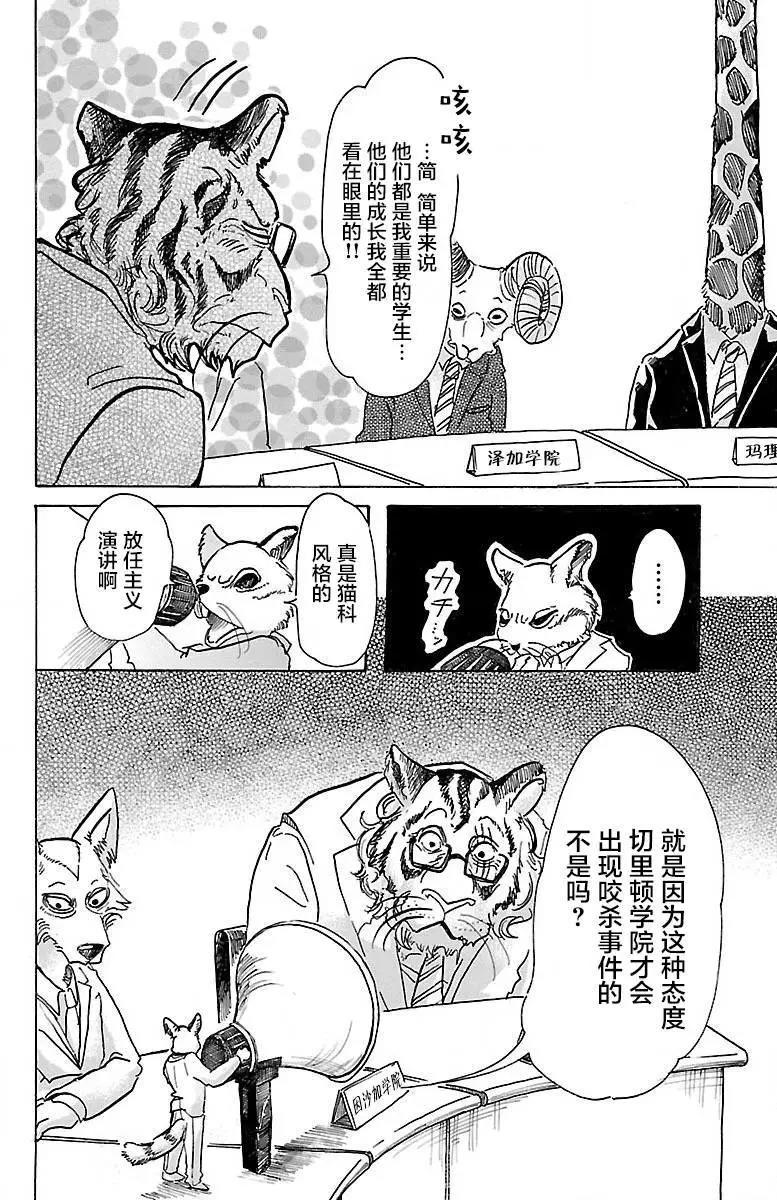 咳
咳
…简 简单来说
他们都是我重要的学生…
他们的成长我全都
看在眼里的!!
泽加学院
玛理
……
カチ…ッ
真是猫科
风格的
放任主义
演讲啊
就是因为这种态度
切里顿学院才会
出现咬杀事件的
不是吗?
因沙加学院